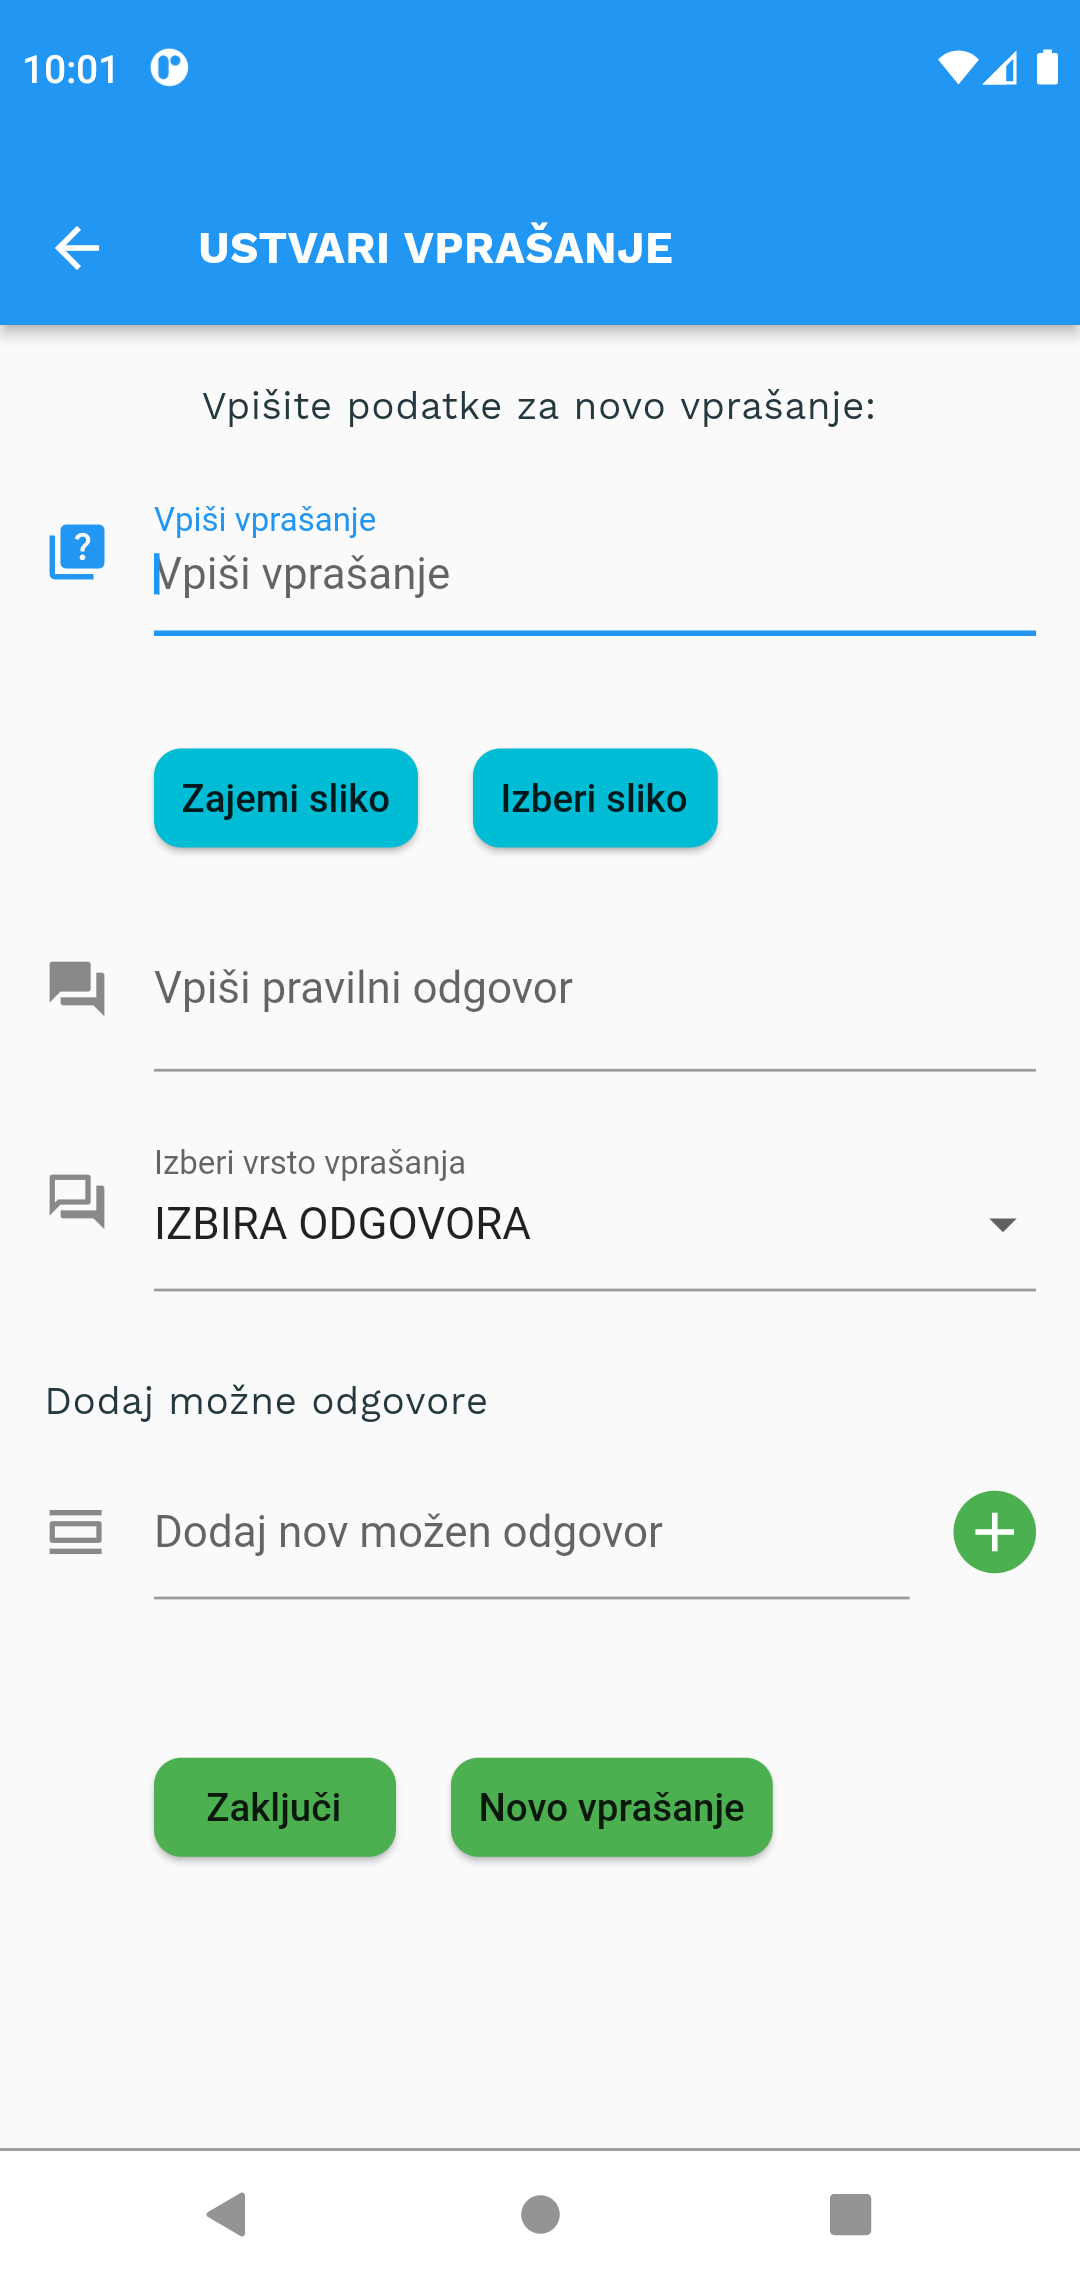 10:01
USTVARI VPRAŠANJE
Vpišite podatke za novo vprašanje:
Vpiši vprašanje
Vpiši vprašanje
Zajemi sliko
Izberi sliko
Vpiši pravilni odgovor
Izberi vrsto vprašanja
IZBIRA ODGOVORA
Dodaj možne odgovore
Dodaj nov možen odgovor
Zaključi
Novo vprašanje